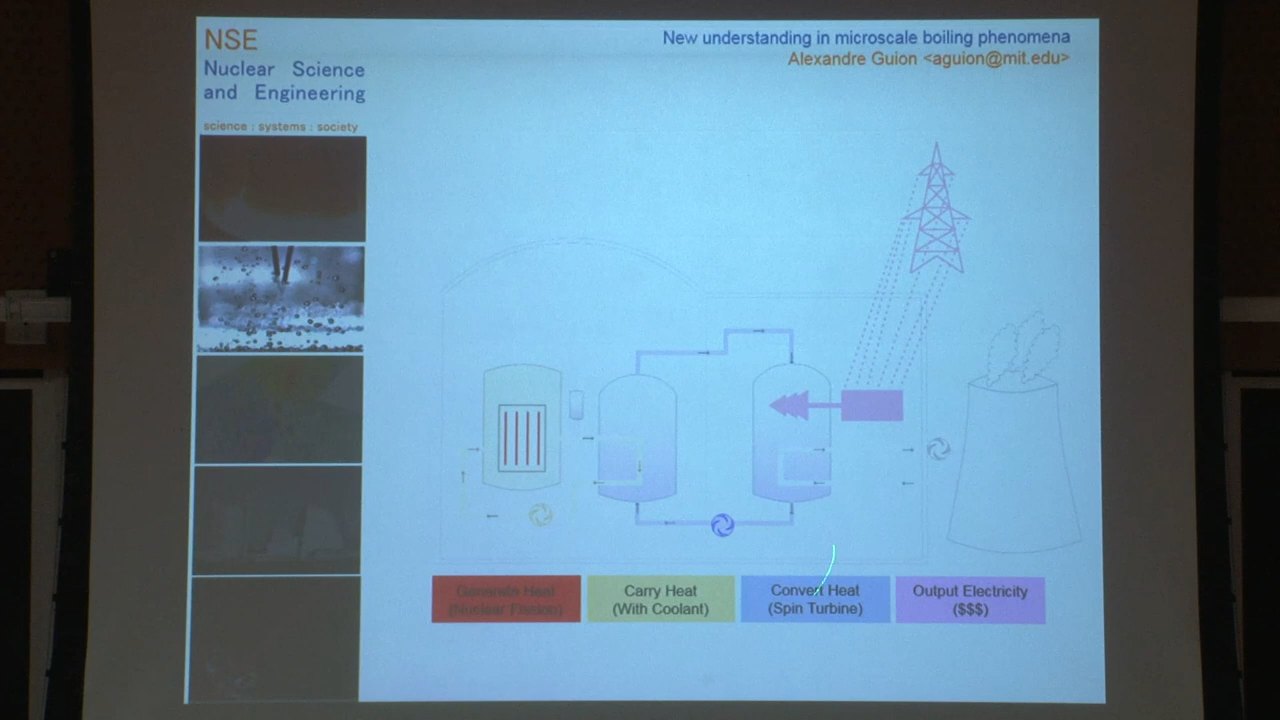 NSE
Nuclear Science
and Engineering
science : systems : society
New understanding in microscale boiling phenomena
Alexandre Guion <aguion@mit.edu>
Generate Heat
(Nuclear Fission)
Carry Heat
(With Coolant)
Convert Heat
(Spin Turbine)
Output Electricity
($$$)